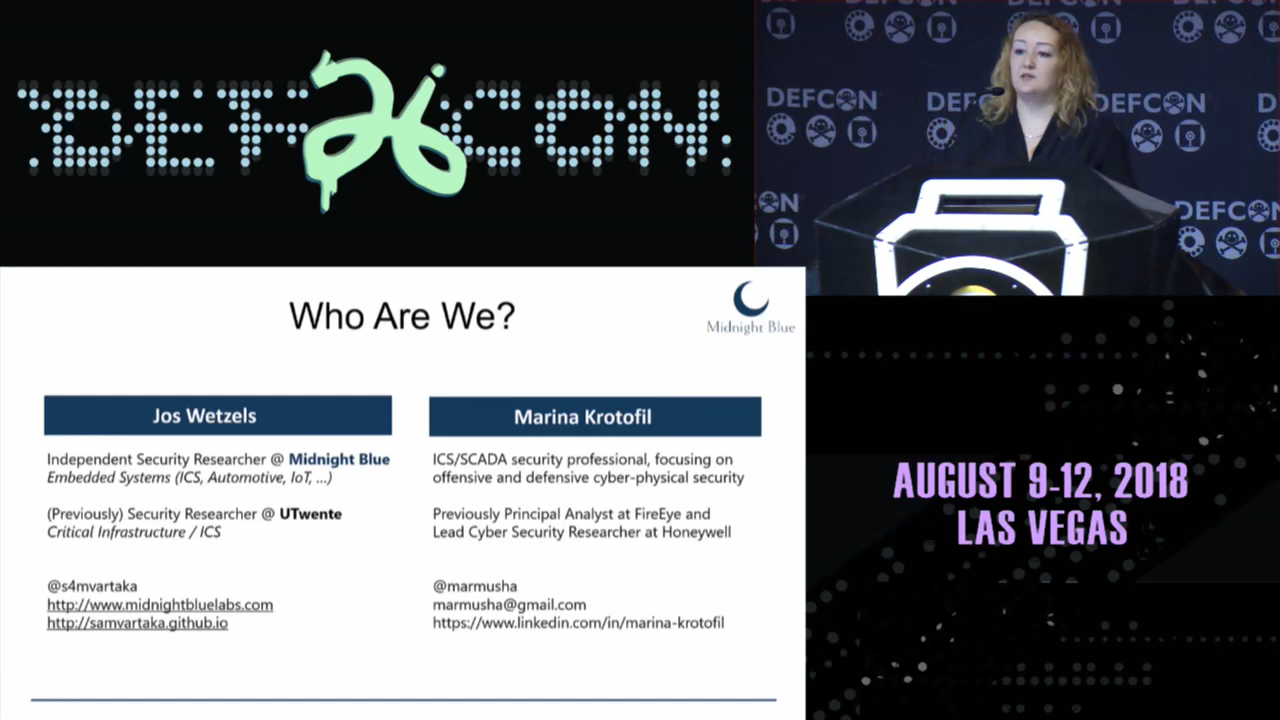 DEF 26 CON
DEFCON
DEFCON
DEFCON
DEFCON
Who Are We?
Midnight Blue
Jos Wetzels
Independent Security Researcher @ Midnight Blue
Embedded Systems (ICS, Automotive, IoT, ...)
(Previously) Security Researcher @ UTwente
Critical Infrastructure / ICS
@s4mvartaka
http://www.midnightbluelabs.com
http://samvartaka.github.io
Marina Krotofil
ICS/SCADA security professional, focusing on
offensive and defensive cyber-physical security
Previously Principal Analyst at FireEye and
Lead Cyber Security Researcher at Honeywell
@marmusha
marmusha@gmail.com
https://www.linkedin.com/in/marina-krotofil
AUGUST 9-12, 2018
LAS VEGAS